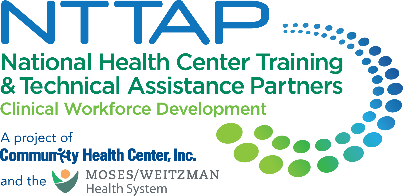 NTTAP
National Health Center Training
& Technical Assistance Partners
Clinical Workforce Development
A project of
Community Health Center, Inc.
and the MOSES/WEITZMAN
Health System